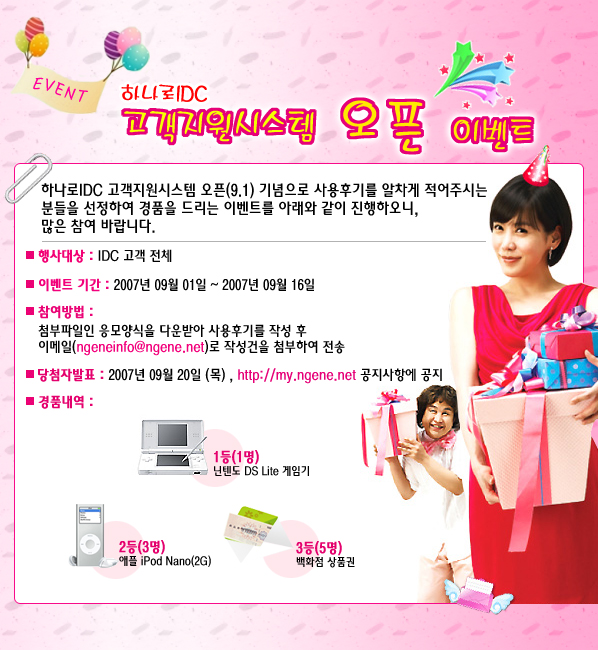 EVENT
하나로IDC
고객지원시스템 오픈 이벤트
하나로IDC 고객지원시스템 오픈(9.1) 기념으로 사용후기를 알차게 적어주시는
분들을 선정하여 경품을 드리는 이벤트를 아래와 같이 진행하오니,
많은 참여 바랍니다.
행사대상 : IDC 고객 전체
이벤트 기간 : 2007년 09월 01일 ~ 2007년 09월 16일
참여방법 :
첨부파일인 응모양식을 다운받아 사용후기를 작성 후
이메일(ngeneinfo@ngene.net)로 작성건을 첨부하여 전송
당첨자발표 : 2007년 09월 20일 (목) , http://my.ngene.net 공지사항에 공지
경품내역 :
1등(1명)
닌텐도 DS Lite 게임기
2등(3명)
애플 iPod Nano(2G)
3등(5명)
백화점 상품권